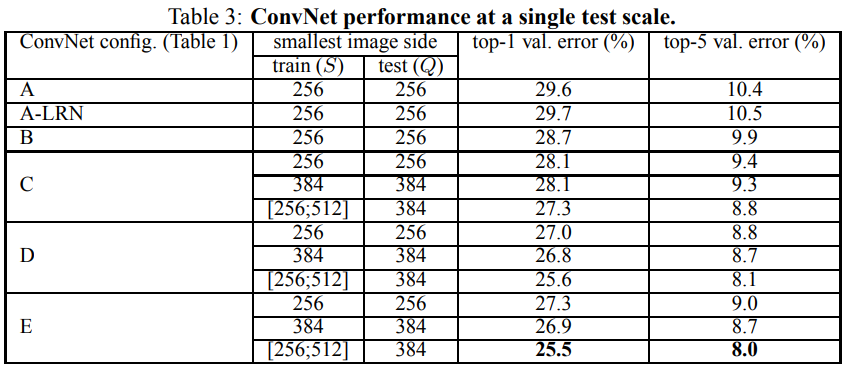 Table 3: ConvNet performance at a single test scale.
ConvNet config. (Table 1) smallest image side top-1 val. error (%) top-5 val. error (%)
train (S) test (Q)
A 256 256 29.6 10.4
A-LRN 256 256 29.7 10.5
B 256 256 28.7 9.9
C 256 256 28.1 9.4
384 384 28.1 9.3
[256;512] 384 27.3 8.8
D 256 256 27.0 8.8
384 384 26.8 8.7
[256;512] 384 25.6 8.1
E 256 256 27.3 9.0
384 384 26.9 8.7
[256;512] 384 25.5 8.0